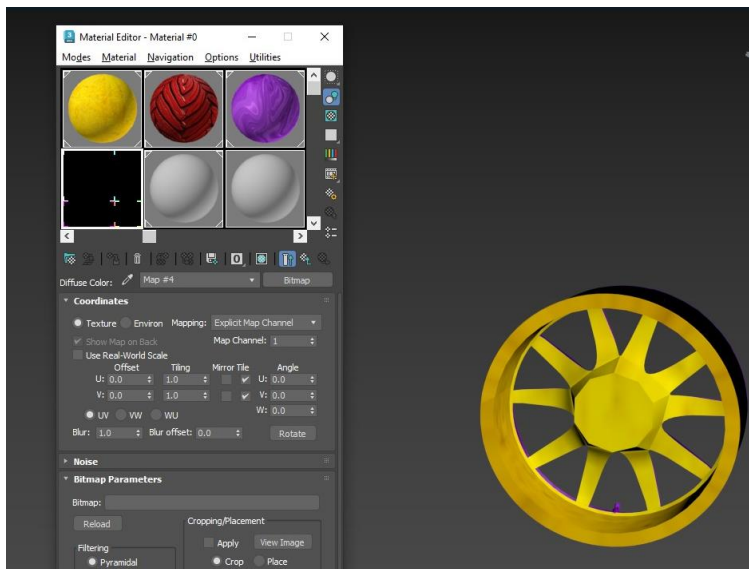 Material Editor - Material #0
Modes Material Navigation Options Utilities
0
Diffuse Color: Map #4 Bitmap
Coordinates
Texture Environ Mapping: Explicit Map Channel
Show Map on Back Map Channel: 1
Use Real-World Scale
Offset Tiling Mirror Tile Angle
U: 0.0 1.0 U: 0.0
V: 0.0 1.0 V: 0.0
UV VW WU W: 0.0
Blur: 1.0 Blur offset: 0.0 Rotate
Noise
Bitmap Parameters
Bitmap:
Reload Cropping/Placement
Apply View Image
Filtering
Pyramidal Crop Place